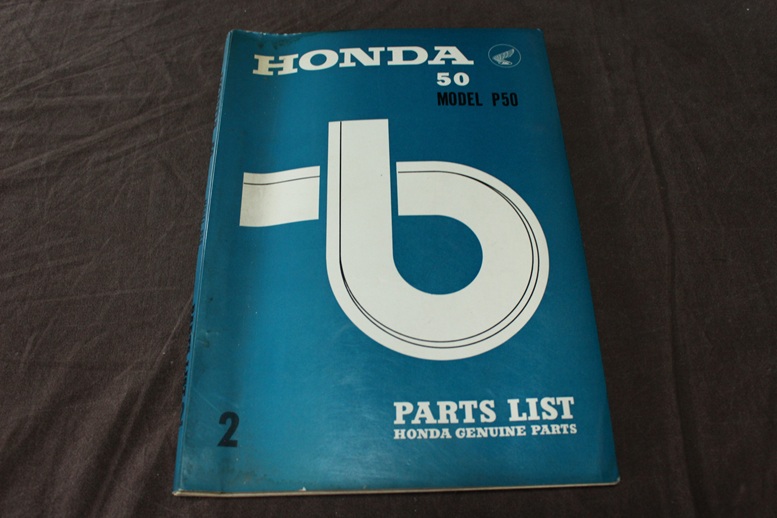 HONDA
50
MODEL P50
2
PARTS LIST
HONDA GENUINE PARTS